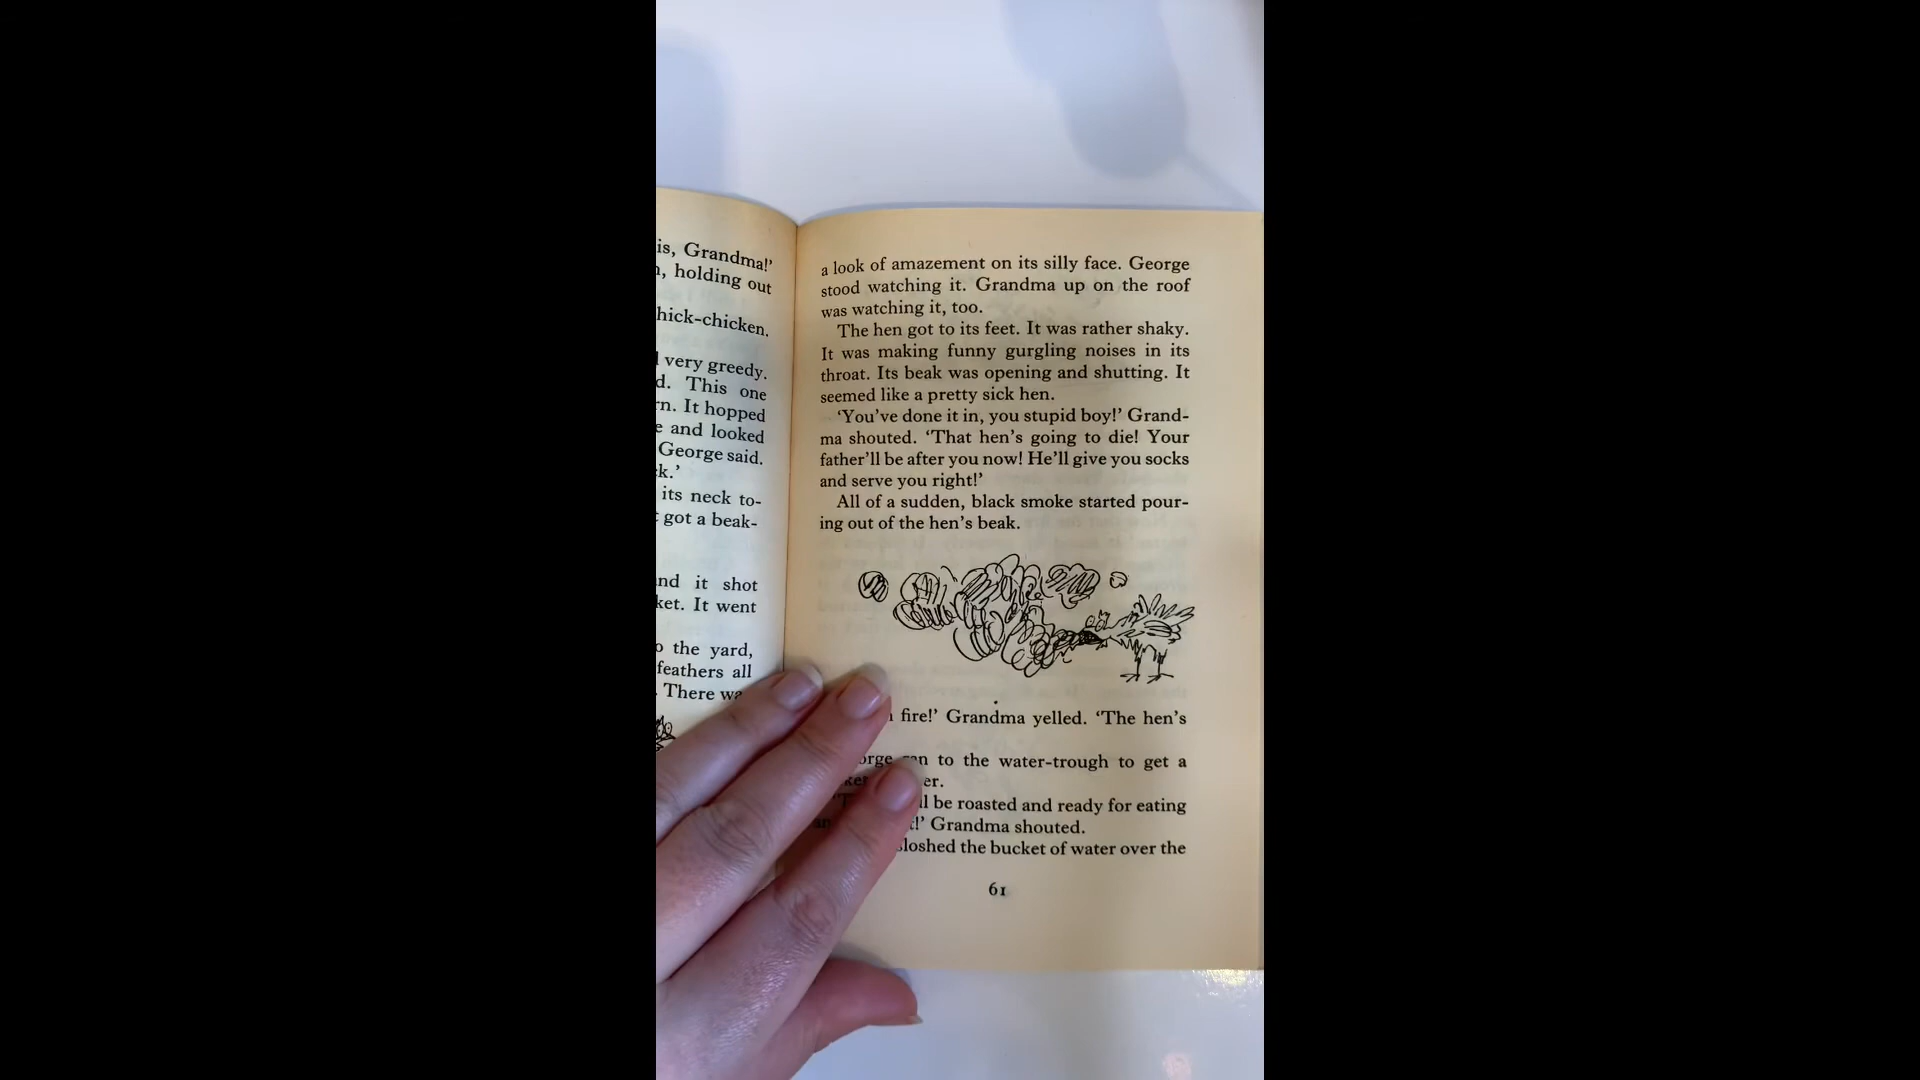 is, Grandma!'
, holding out
hick-chicken.
very greedy.
d. This one
rn. It hopped
e and looked
George said.
k.'
its neck to-
got a beak-
nd it shot
ket. It went
o the yard,
feathers all
. There wa
a look of amazement on its silly face. George
stood watching it. Grandma up on the roof
was watching it, too.
The hen got to its feet. It was rather shaky.
It was making funny gurgling noises in its
throat. Its beak was opening and shutting. It
seemed like a pretty sick hen.
‘You've done it in, you stupid boy!’ Grand-
ma shouted. ‘That hen's going to die! Your
father'll be after you now! He'll give you socks
and serve you right!’
All of a sudden, black smoke started pour-
ing out of the hen's beak.
fire!’ Grandma yelled. ‘The hen's
orge ran to the water-trough to get a
ket er.
ll be roasted and ready for eating
an t!’ Grandma shouted.
sloshed the bucket of water over the
61